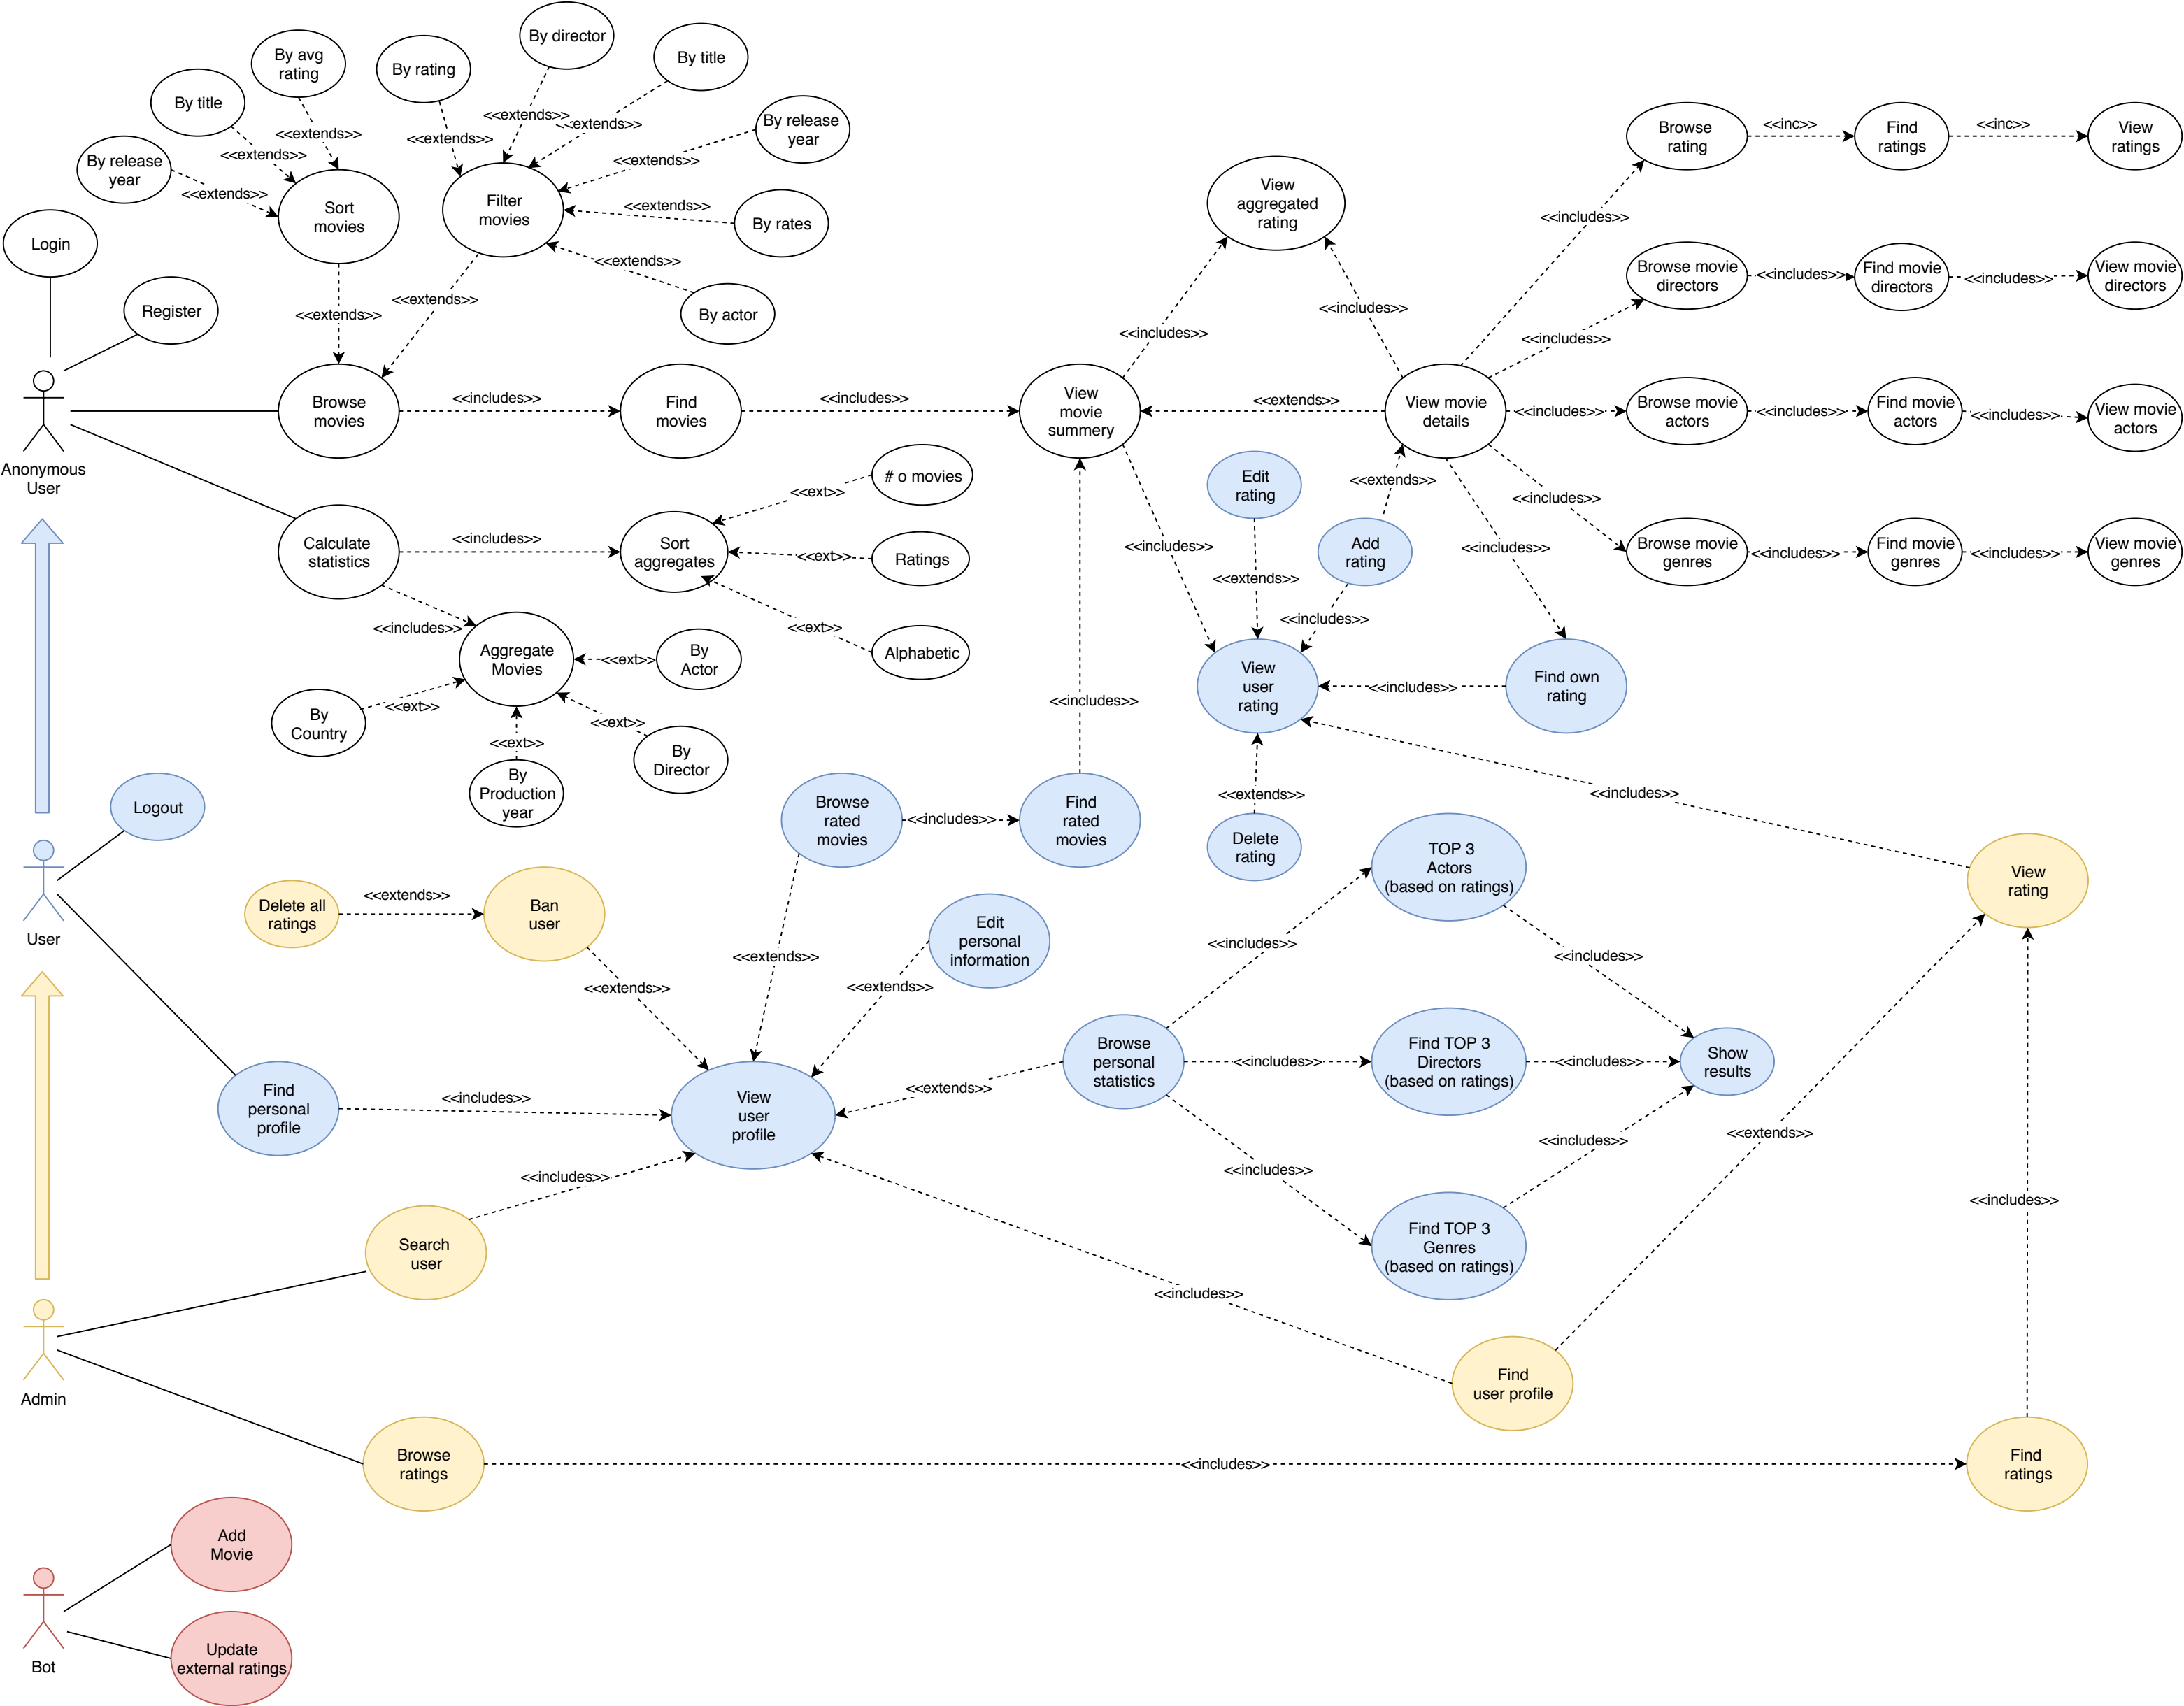 By director
By avg
rating
By rating
By title
By title
By release
year
By release
year
<<extends>>
<<extends>>
<<extends>>
<<extends>>
<<extends>>
<<extends>>
<<extends>>
<<extends>>
Sort
movies
Filter
movies
<<extends>>
By rates
<<extends>>
By actor
Login
Register
<<extends>>
<<extends>>
View
aggregated
rating
Browse
rating
<<inc>>
Find
ratings
<<inc>>
View
ratings
<<includes>>
Browse movie
directors
<<includes>>
Find movie
directors
<<includes>>
View movie
directors
<<includes>>
<<includes>>
<<includes>>
Anonymous
User
Browse
movies
<<includes>>
Find
movies
<<includes>>
View
movie
summery
<<extends>>
View movie
details
<<includes>>
Browse movie
actors
<<includes>>
Find movie
actors
<<includes>>
View movie
actors
# o movies
<<ext>>
Edit
rating
<<extends>>
<<includes>>
Calculate
statistics
<<includes>>
Sort
aggregates
<<ext>>
Ratings
<<includes>>
Add
rating
<<includes>>
Browse movie
genres
<<includes>>
Find movie
genres
<<includes>>
View movie
genres
<<extends>>
<<includes>>
<<includes>>
Aggregate
Movies
<<ext>>
By
Actor
<<ext>>
Alphabetic
View
user
rating
<<includes>>
Find own
rating
<<includes>>
By
Country
<<ext>>
<<ext>>
<<ext>>
By
Director
By
Production
year
Logout
Browse
rated
movies
<<includes>>
Find
rated
movies
<<extends>>
Delete
rating
<<includes>>
TOP 3
Actors
(based on ratings)
View
rating
User
Delete all
ratings
<<extends>>
Ban
user
Edit
personal
information
<<extends>>
<<extends>>
<<extends>>
<<includes>>
<<includes>>
Browse
personal
statistics
<<includes>>
Find TOP 3
Directors
(based on ratings)
<<includes>>
Show
results
Find
personal
profile
<<includes>>
View
user
profile
<<extends>>
<<includes>>
<<includes>>
<<extends>>
<<includes>>
Search
user
<<includes>>
Find TOP 3
Genres
(based on ratings)
<<includes>>
<<includes>>
Admin
Find
user profile
Browse
ratings
<<includes>>
Find
ratings
Add
Movie
Bot
Update
external ratings